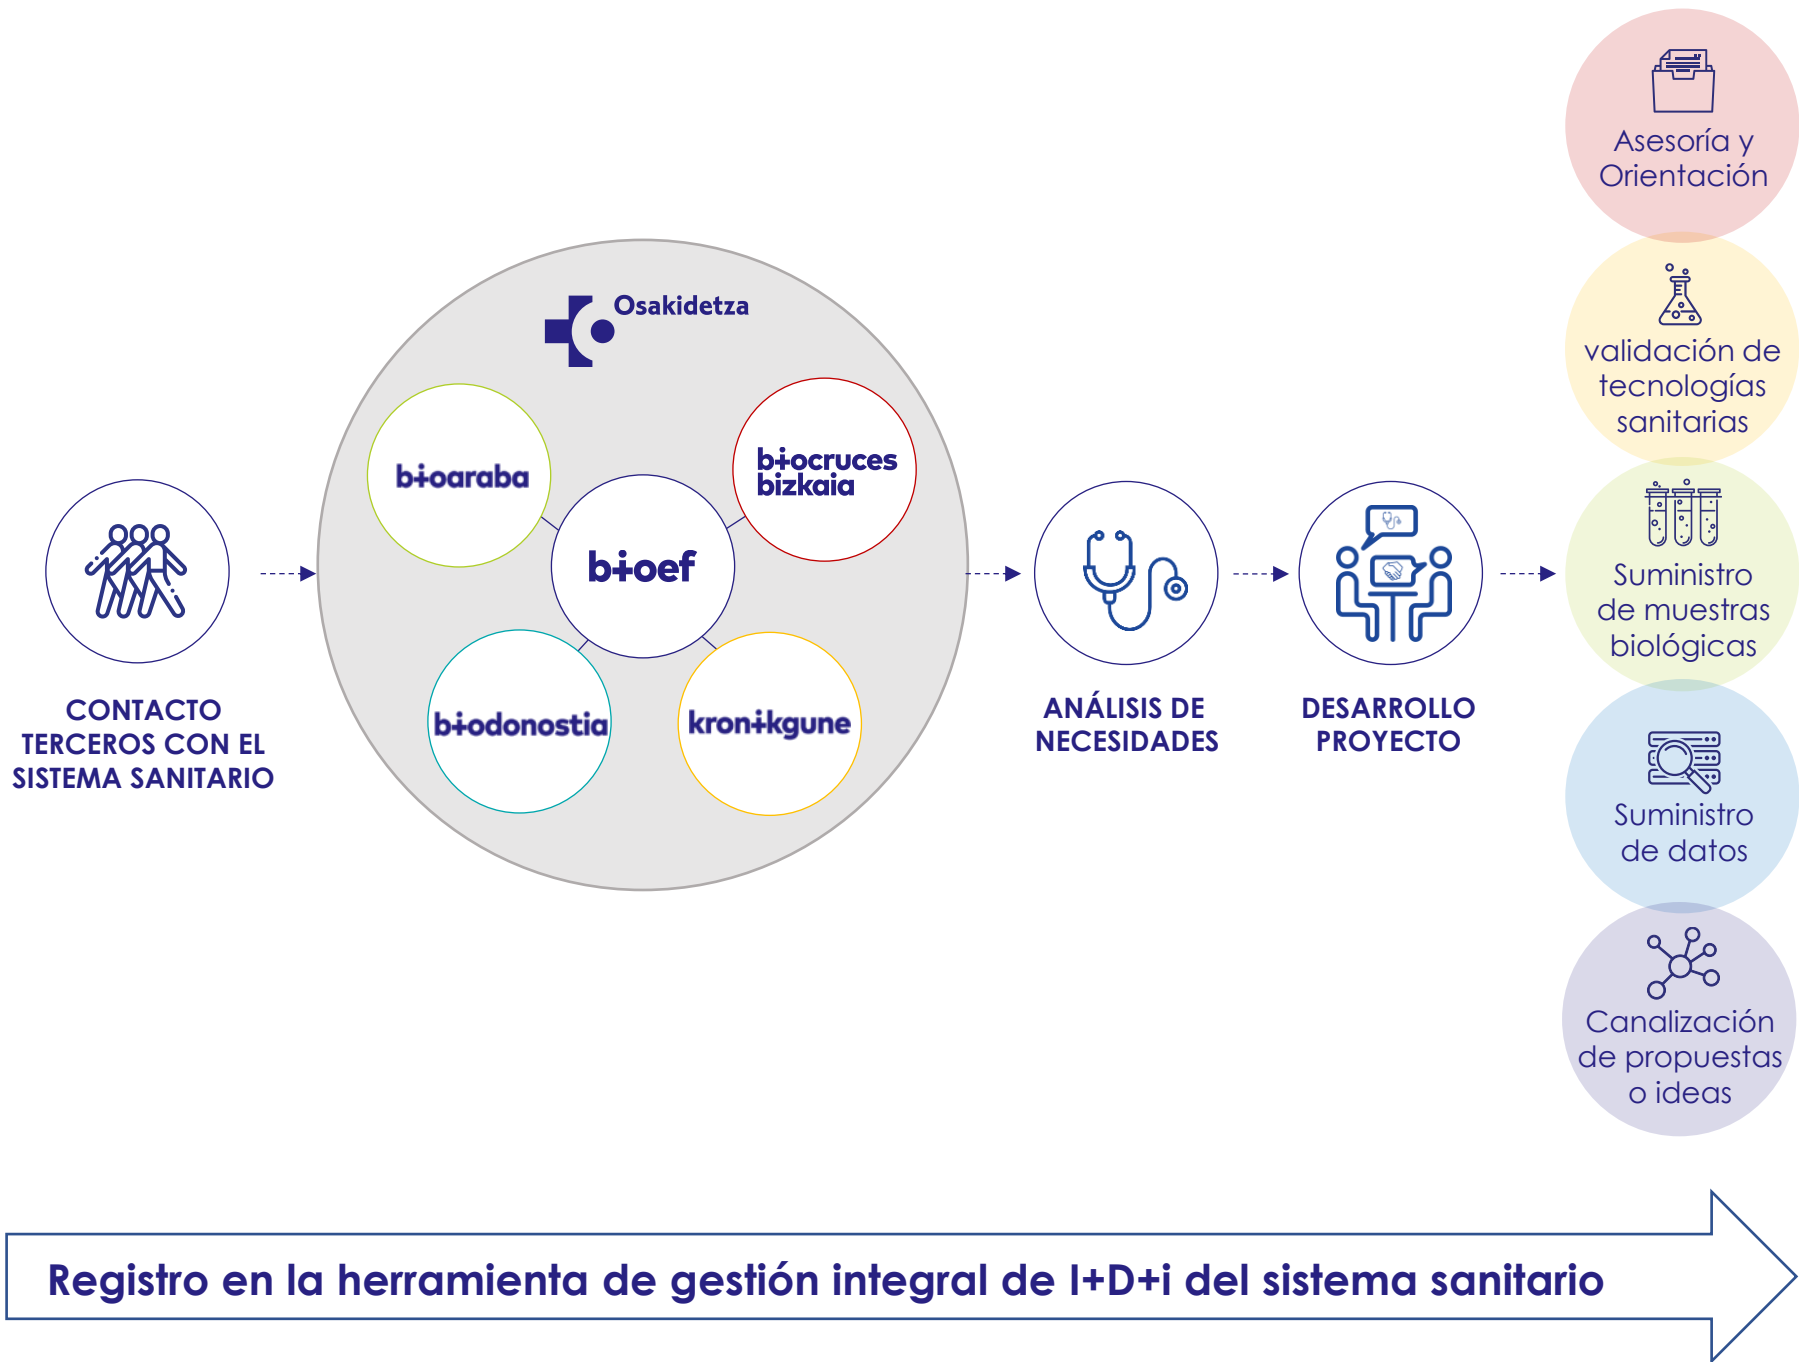 CONTACTO
TERCEROS CON EL
SISTEMA SANITARIO
Osakidetza
bioaraba
biocruces
bizkaia
bioef
biodonostia
kronikgune
ANÁLISIS DE
NECESIDADES
DESARROLLO
PROYECTO
Asesoría y
Orientación
validación de
tecnologías
sanitarias
Suministro
de muestras
biológicas
Suministro
de datos
Canalización
de propuestas
o ideas
Registro en la herramienta de gestión integral de I+D+i del sistema sanitario